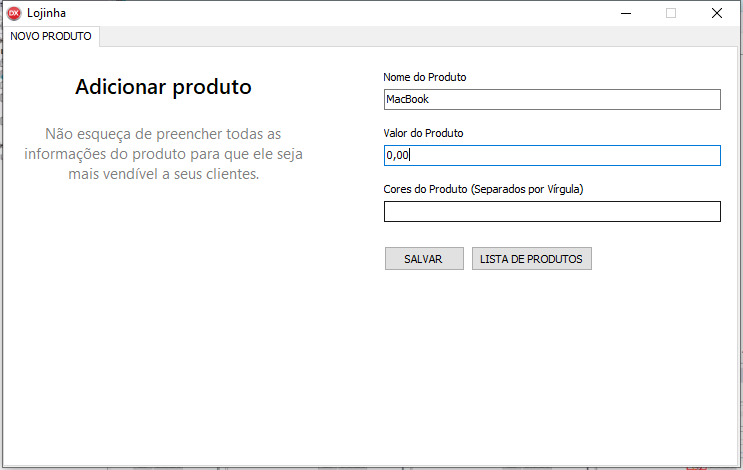 DX Lojinha
NOVO PRODUTO
Adicionar produto
Não esqueça de preencher todas as
informações do produto para que ele seja
mais vendível a seus clientes.
Nome do Produto
MacBook
Valor do Produto
0,00
Cores do Produto (Separados por Vírgula)
SALVAR
LISTA DE PRODUTOS